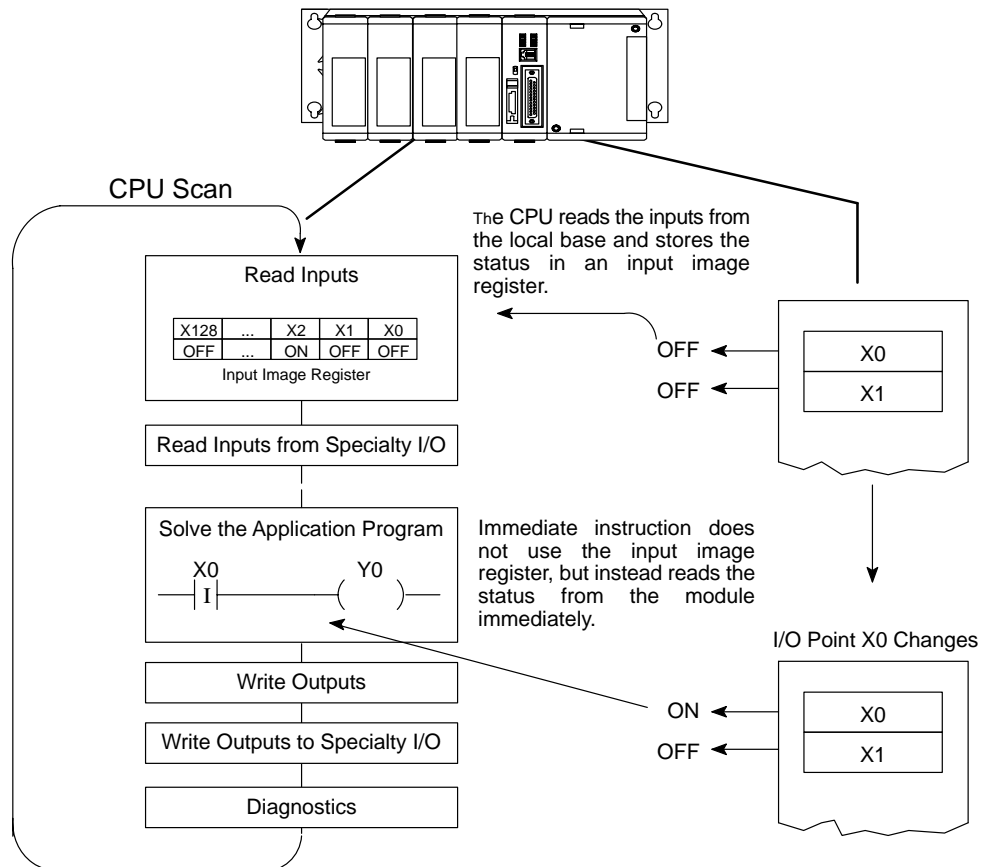 CPU Scan
The CPU reads the inputs from
the local base and stores the
status in an input image
register.
Read Inputs
X128 ... X2 X1 X0
OFF ... ON OFF OFF
Input Image Register
OFF X0
OFF X1
Read Inputs from Specialty I/O
Solve the Application Program
X0 Y0
I
Immediate instruction does
not use the input image
register, but instead reads the
status from the module
immediately.
I/O Point X0 Changes
Write Outputs
ON X0
OFF X1
Write Outputs to Specialty I/O
Diagnostics